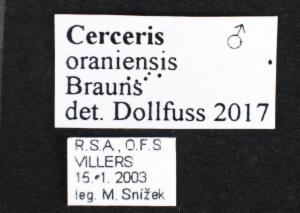 Cerceris ♂
oraniensis
Brauns
det. Dollfuss 2017
R.S.A., O.F.S.
VILLERS
15.1. 2003
leg. M. Snížek